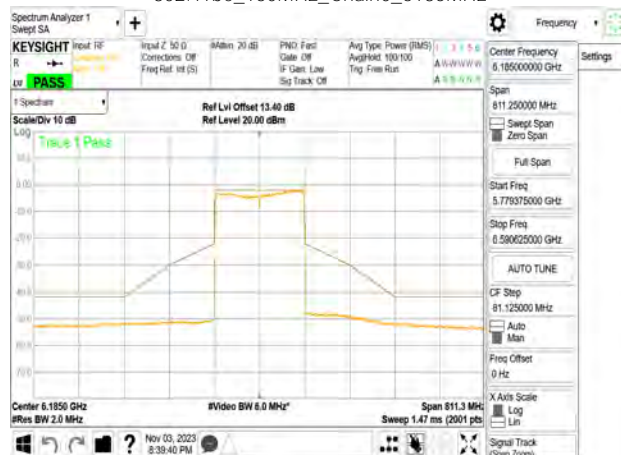 Spectrum Analyzer 1
Swept SA
Frequency
KEYSIGHT
Input: RF
Input Z: 50 Ω
#Atten: 20 dB
PNO: Fast
Avg Type: Power (RMS)
Corrections: Off
Gate: Off
Avg|Hold: 100/100
R
Freq Ref: Int (S)
IF Gain: Low
Trig: Free Run
Sig Track: Off
PASS
1 Spectrum
Scale/Div 10 dB
Ref Lvl Offset 13.40 dB
Ref Level 20.00 dBm
Log
Trace 1 Pass
Center 6.1850 GHz
#Video BW 6.0 MHz*
Span 811.3 MHz
#Res BW 2.0 MHz
Sweep 1.47 ms (2001 pts
Nov 03, 2023
8:39:40 PM
Center Frequency
6.185000000 GHz
Settings
Span
811.250000 MHz
Swept Span
Zero Span
Full Span
Start Freq
5.779375000 GHz
Stop Freq
6.590625000 GHz
AUTO TUNE
CF Step
81.125000 MHz
Auto
Man
Freq Offset
0 Hz
X Axis Scale
Log
Lin
Signal Track
(Span Zoom)